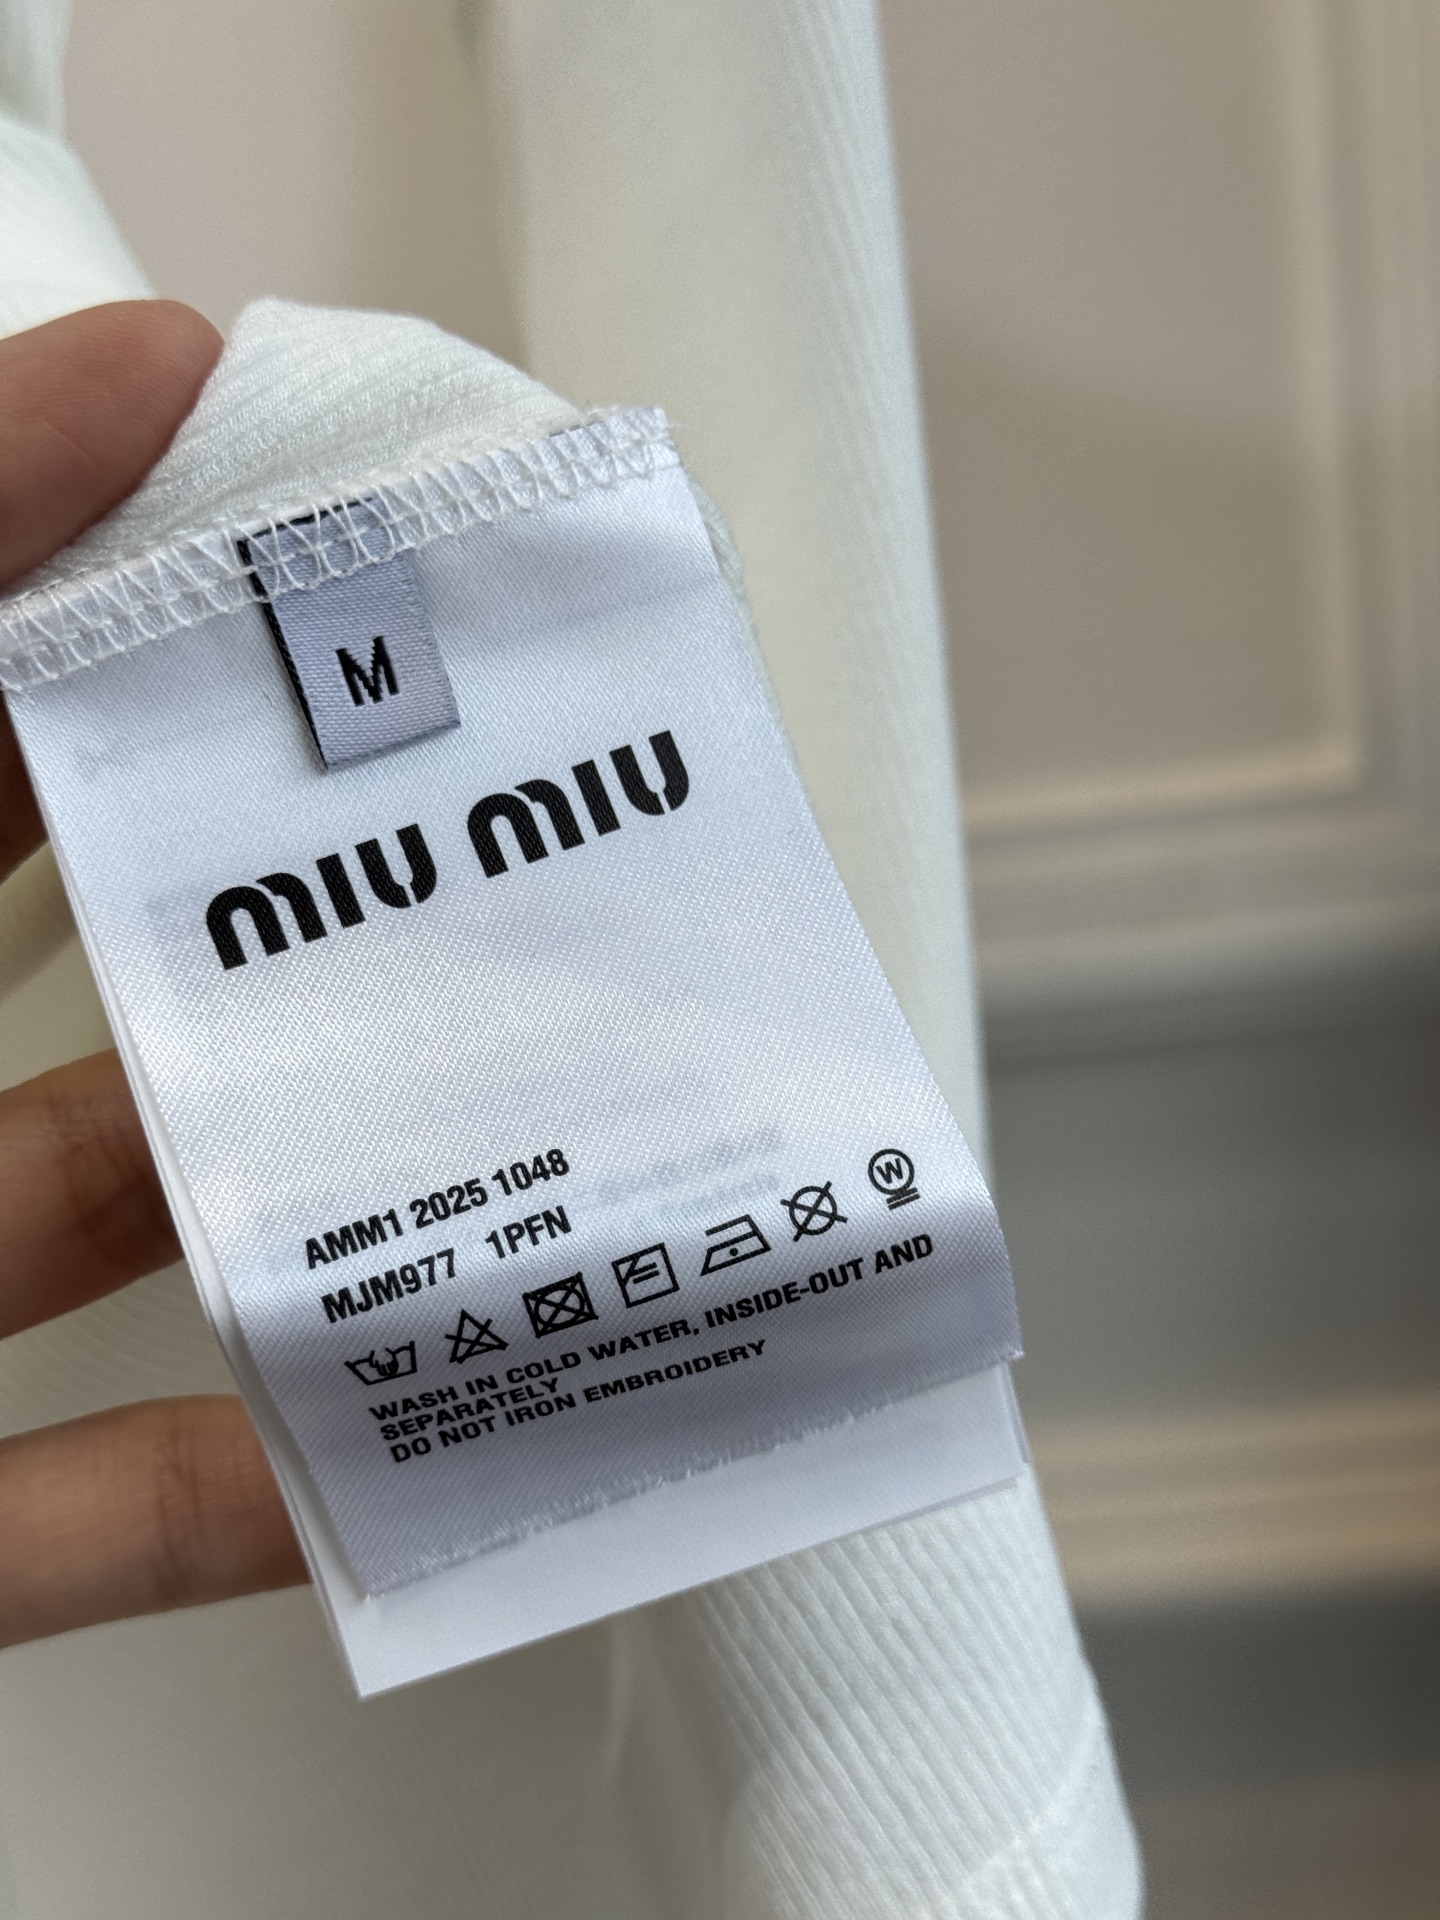 M
miu miu
AMM1 2025 1048
MJM977 1PFN
W
WASH IN COLD WATER, INSIDE-OUT AND
SEPARATELY
DO NOT IRON EMBROIDERY